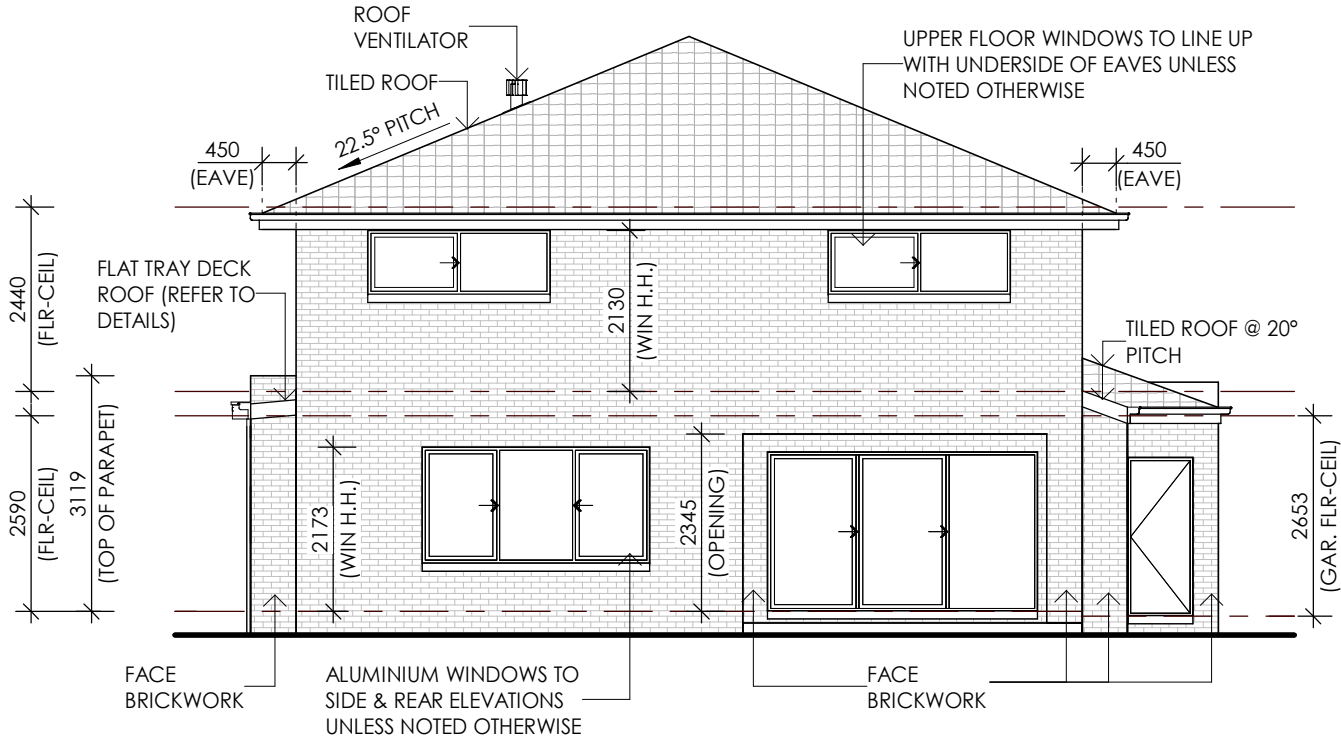 ROOF
VENTILATOR
TILED ROOF
22.5° PITCH
UPPER FLOOR WINDOWS TO LINE UP
WITH UNDERSIDE OF EAVES UNLESS
NOTED OTHERWISE
450
(EAVE)
450
(EAVE)
2440
(FLR-CEIL)
FLAT TRAY DECK
ROOF (REFER TO
DETAILS)
2130
(WIN H.H.)
TILED ROOF @ 20°
PITCH
2590
(FLR-CEIL)
3119
(TOP OF PARAPET)
2173
(WIN H.H.)
2345
(OPENING)
2653
(GAR. FLR-CEIL)
FACE
BRICKWORK
ALUMINIUM WINDOWS TO
SIDE & REAR ELEVATIONS
UNLESS NOTED OTHERWISE
FACE
BRICKWORK